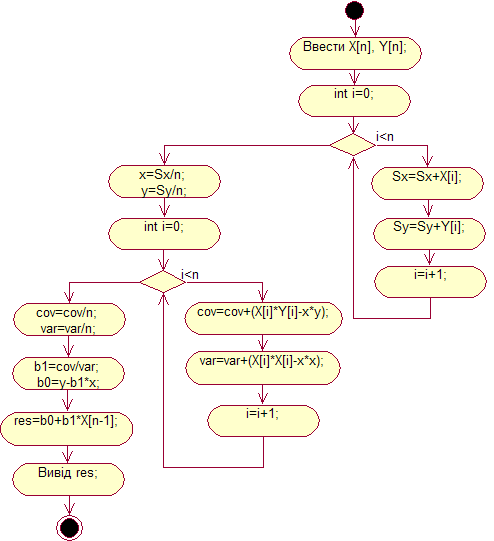 Ввести X[n], Y[n];
int i=0;
i<n
Sx=Sx+X[i];
Sy=Sy+Y[i];
i=i+1;
x=Sx/n;
y=Sy/n;
int i=0;
i<n
cov=cov+(X[i]*Y[i]-x*y);
var=var+(X[i]*X[i]-x*x);
i=i+1;
cov=cov/n;
var=var/n;
b1=cov/var;
b0=y-b1*x;
res=b0+b1*X[n-1];
Вивід res;